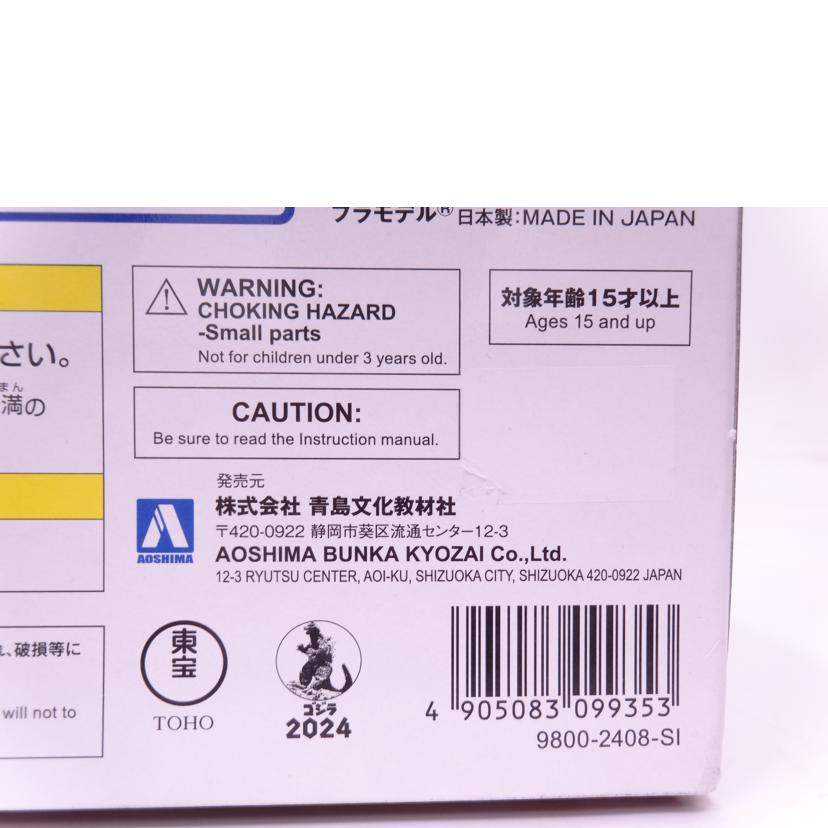 プラモデル® 日本製:MADE IN JAPAN
WARNING:
CHOKING HAZARD
-Small parts
Not for children under 3 years old.
対象年齢15才以上
Ages 15 and up
さい。
まん
満の
CAUTION:
Be sure to read the Instruction manual.
発売元
株式会社 青島文化教材社
〒420-0922 静岡市葵区流通センター12-3
AOSHIMA
AOSHIMA BUNKA KYOZAI Co.,Ltd.
12-3 RYUTSU CENTER, AOI-KU, SHIZUOKA CITY, SHIZUOKA 420-0922 JAPAN
、破損等に
will not to
東宝
TOHO
ゴジラ
2024
4 905083 099353
9800-2408-SI